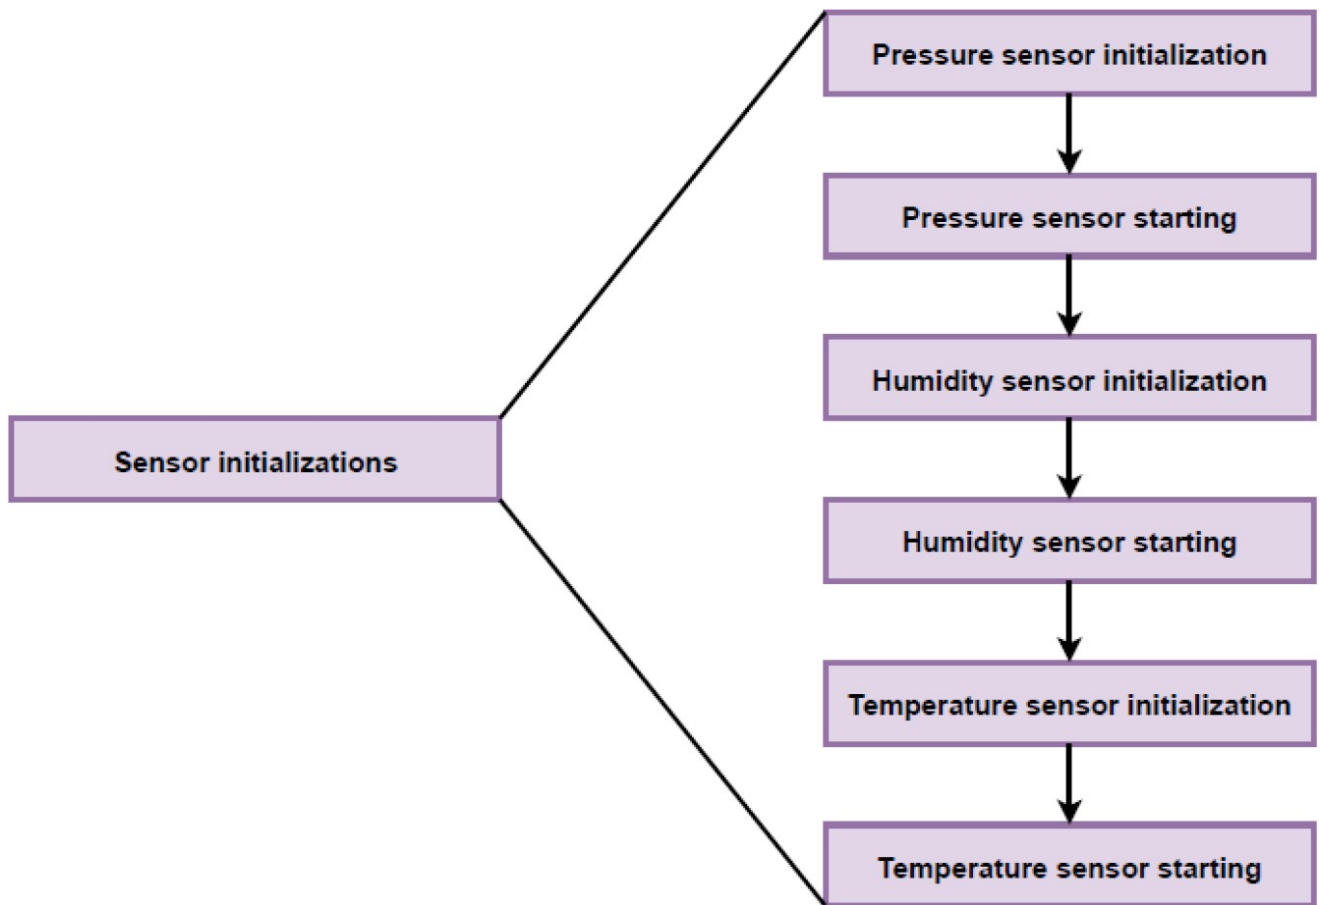 Pressure sensor initialization
Pressure sensor starting
Humidity sensor initialization
Sensor initializations
Humidity sensor starting
Temperature sensor initialization
Temperature sensor starting